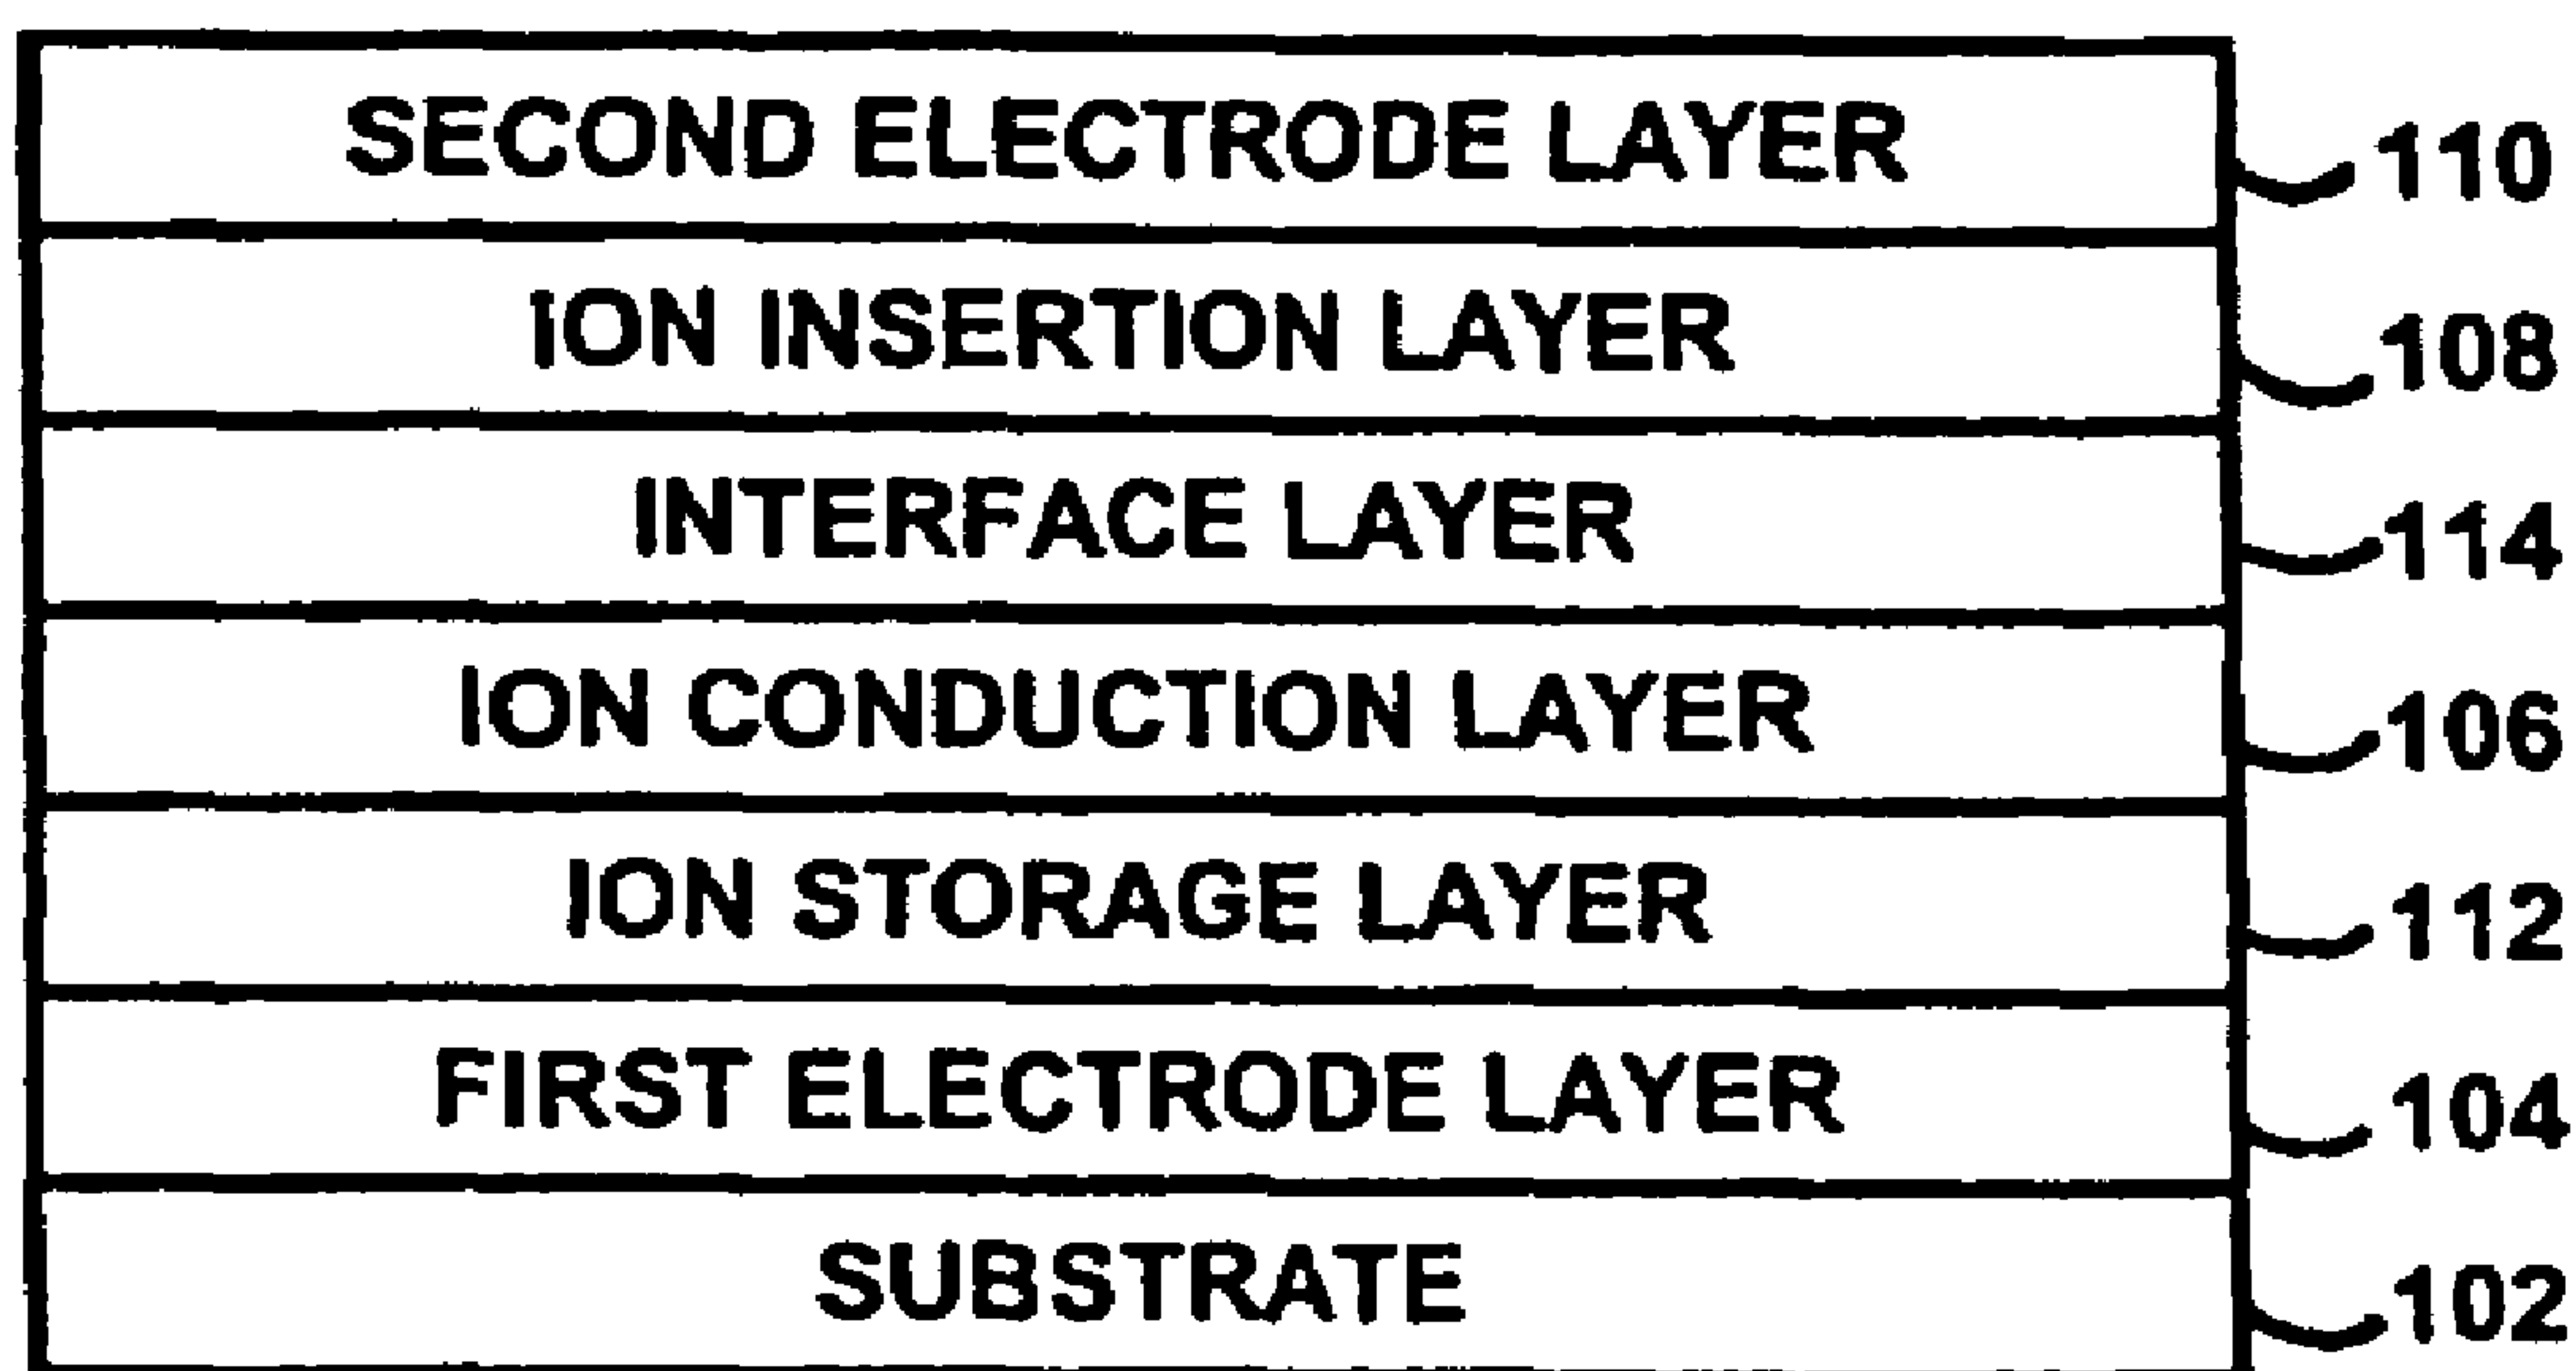 SECOND ELECTRODE LAYER 110
ION INSERTION LAYER 108
INTERFACE LAYER 114
ION CONDUCTION LAYER 106
ION STORAGE LAYER 112
FIRST ELECTRODE LAYER 104
SUBSTRATE 102